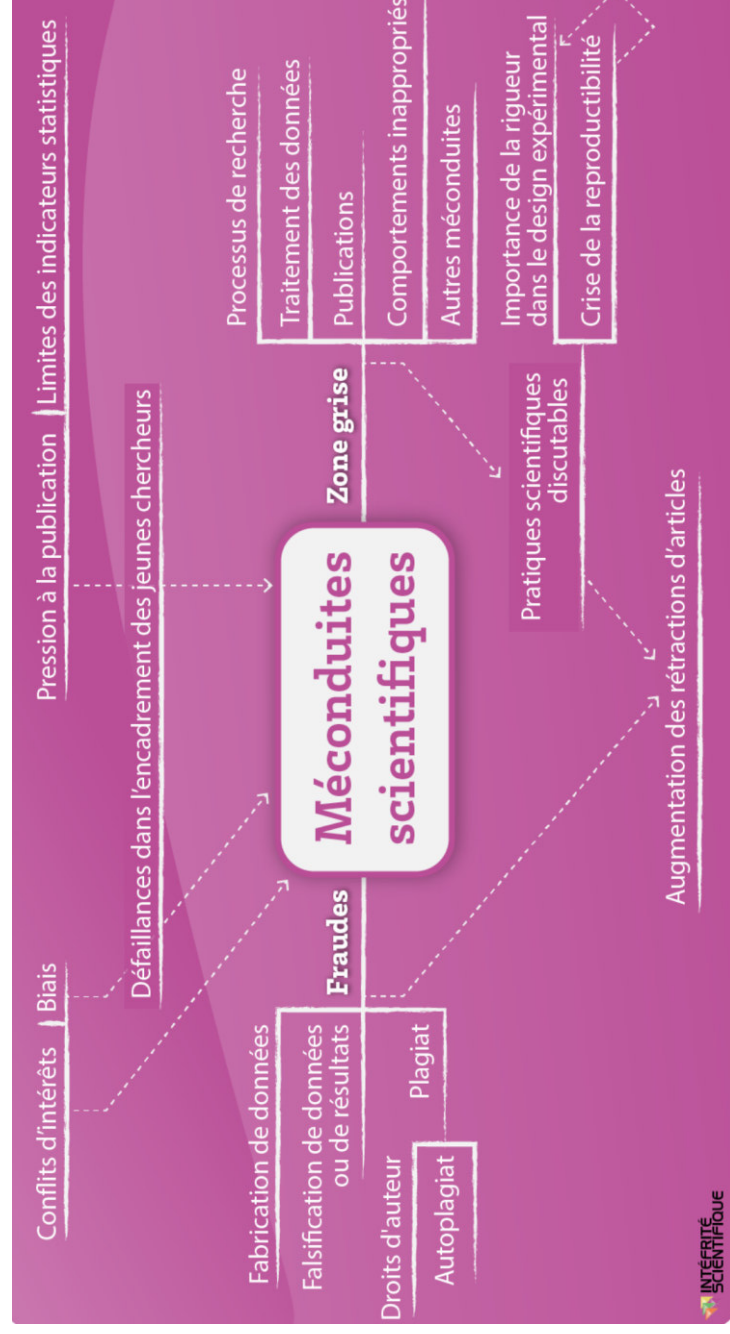 Conflits d'intérêts
Biais
Pression à la publication
Limites des indicateurs statistiques
Défaillances dans l'encadrement des jeunes chercheurs
Fraudes
Méconduites
scientifiques
Zone grise
Fabrication de données
Falsification de données
ou de résultats
Plagiat
Droits d'auteur
Autoplagiat
Processus de recherche
Traitement des données
Publications
Comportements inappropriés
Autres méconduites
Pratiques scientifiques
discutables
Importance de la rigueur
dans le design expérimental
Crise de la reproductibilité
Augmentation des rétractions d'articles
INTÉFRITÉ
SCIENTIFIQUE